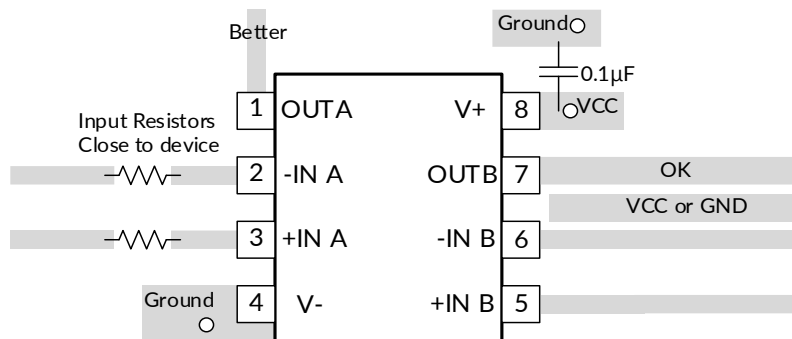 Ground
Better
0.1µF
1 OUTA V+ 8 VCC
Input Resistors
Close to device
2 -IN A OUTB 7 OK
VCC or GND
3 +IN A -IN B 6
Ground
4 V- +IN B 5